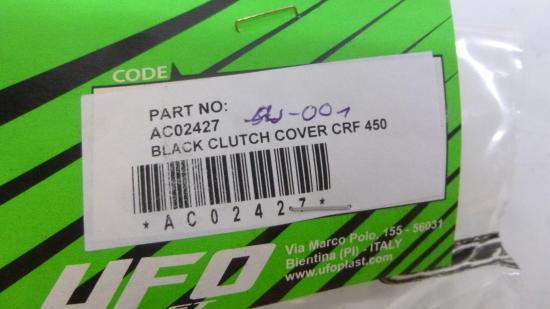 CODE
PART NO:
AC02427
BLACK CLUTCH COVER CRF 450
*AC02427*
UFO
Via Marco Polo, 155 - 56031
Bientina (PI) - ITALY
www.ufoplast.com